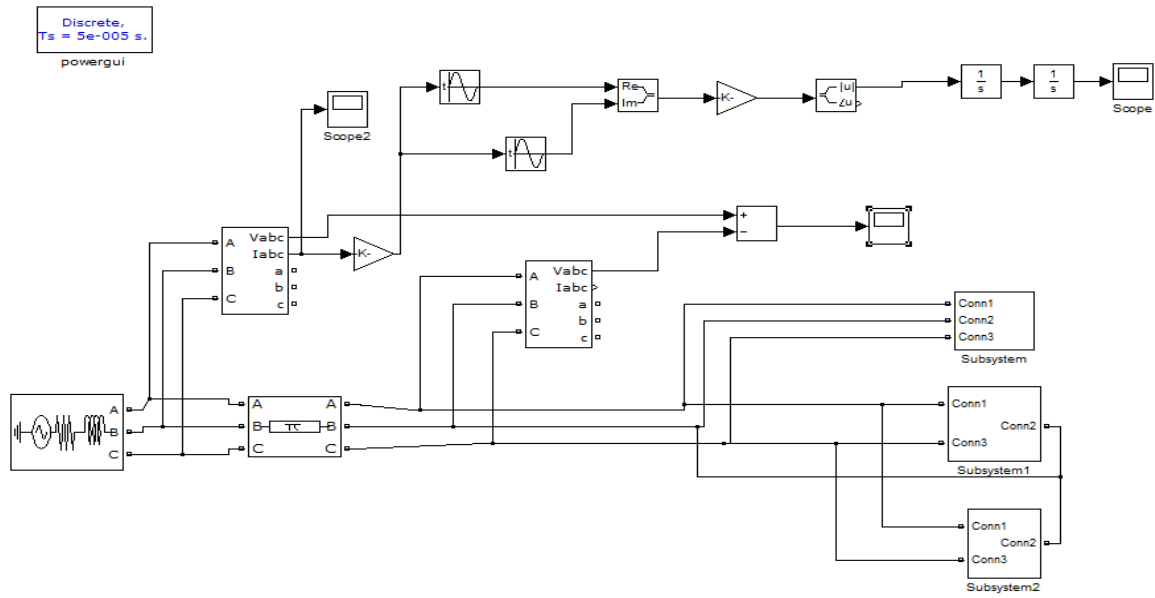 Discrete,
Ts = 5e-005 s.
powergui
Scope2
t
t
Re
Im
K-
|u|
∠u
1
s
1
s
Scope
A
B
C
Vabc
Iabc
a
b
c
K-
+
−
A
B
C
Vabc
Iabc
a
b
c
Conn1
Conn2
Conn3
Subsystem
A
B
C
A
B
C
A
B
C
Conn1
Conn3
Conn2
Subsystem1
Conn1
Conn3
Conn2
Subsystem2